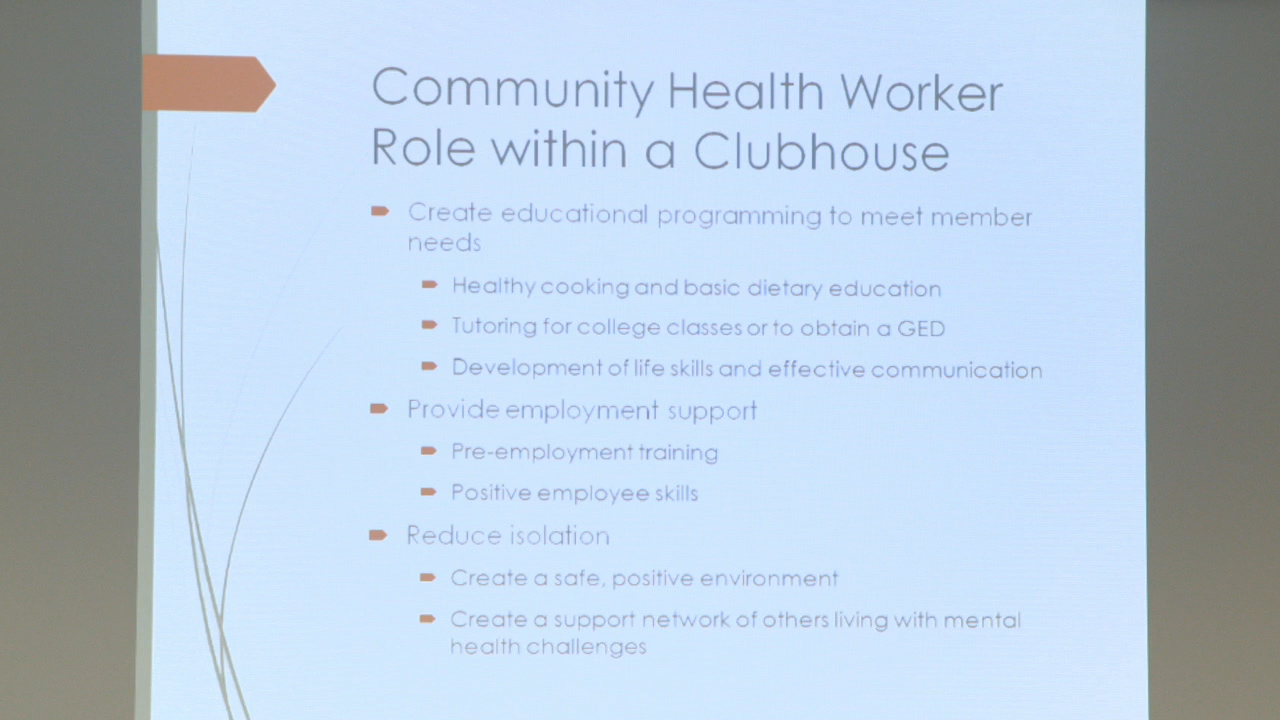 Community Health Worker
Role within a Clubhouse
Create educational programming to meet member
needs
Healthy cooking and basic dietary education
Tutoring for college classes or to obtain a GED
Development of life skills and effective communication
Provide employment support
Pre-employment training
Positive employee skills
Reduce isolation
Create a safe, positive environment
Create a support network of others living with mental
health challenges